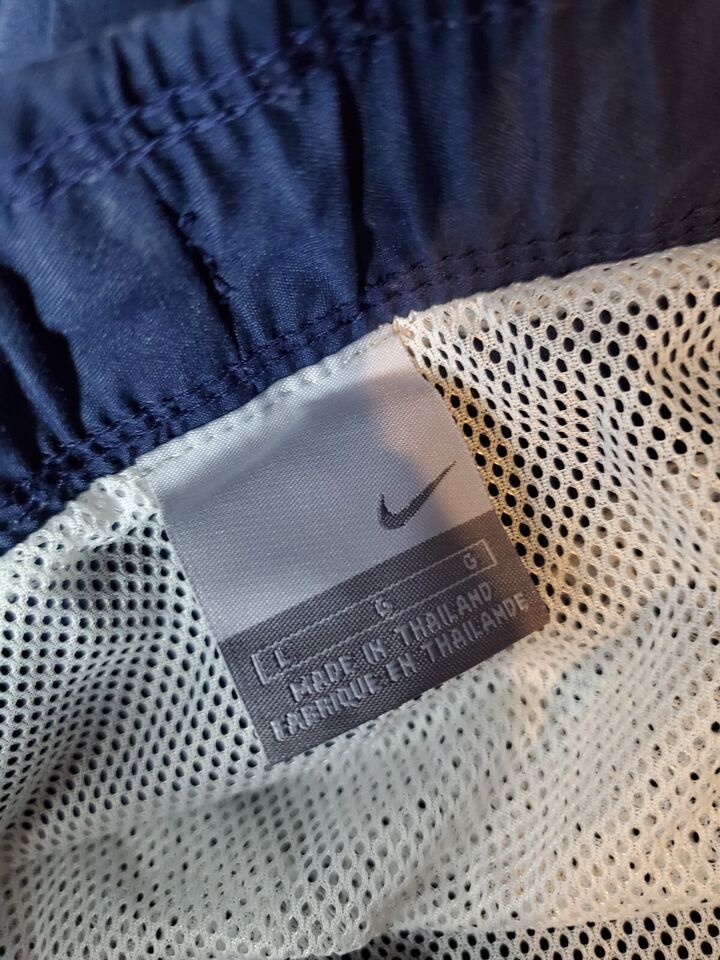 L G G
MADE IN THAILAND
FABRIQUE EN THAILANDE